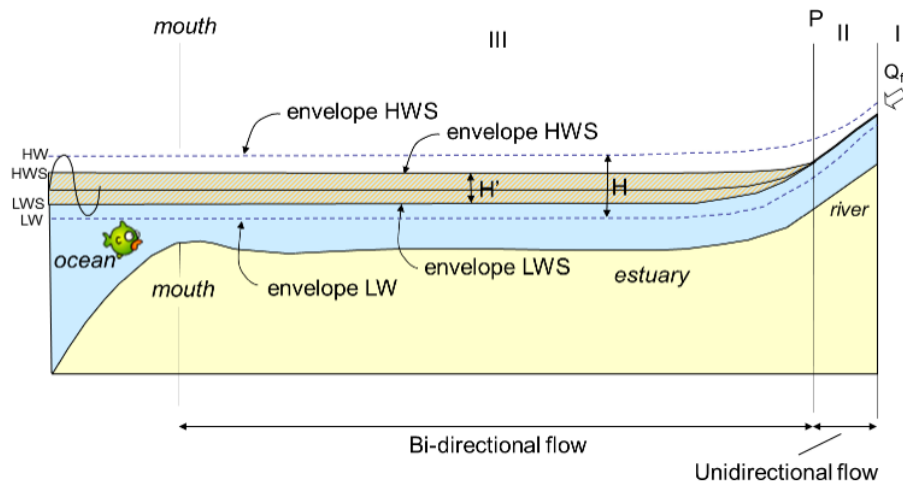 mouth
III
P
II
I
Qf
envelope HWS
envelope HWS
HW
HWS
H'
H
LWS
LW
river
ocean
mouth
envelope LW
envelope LWS
estuary
Bi-directional flow
Unidirectional flow